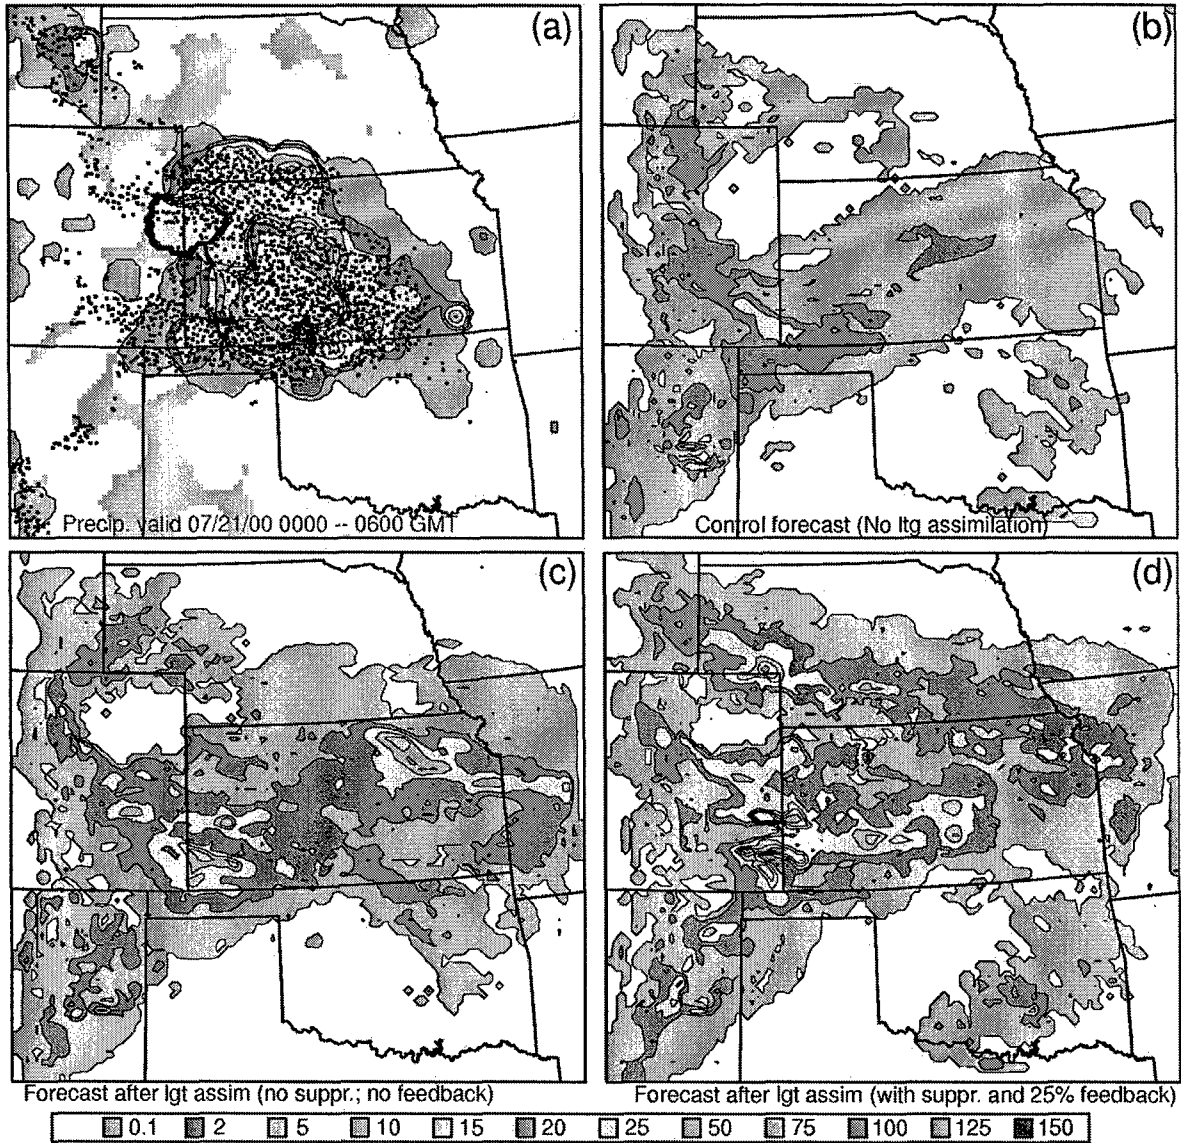 (a)
(b)
Precip. valid 07/21/00 0000 -- 0600 GMT
Control forecast (No ltg assimilation)
(c)
(d)
Forecast after lgt assim (no suppr.; no feedback)
Forecast after lgt assim (with suppr. and 25% feedback)
0.1 2 5 10 15 20 25 50 75 100 125 150